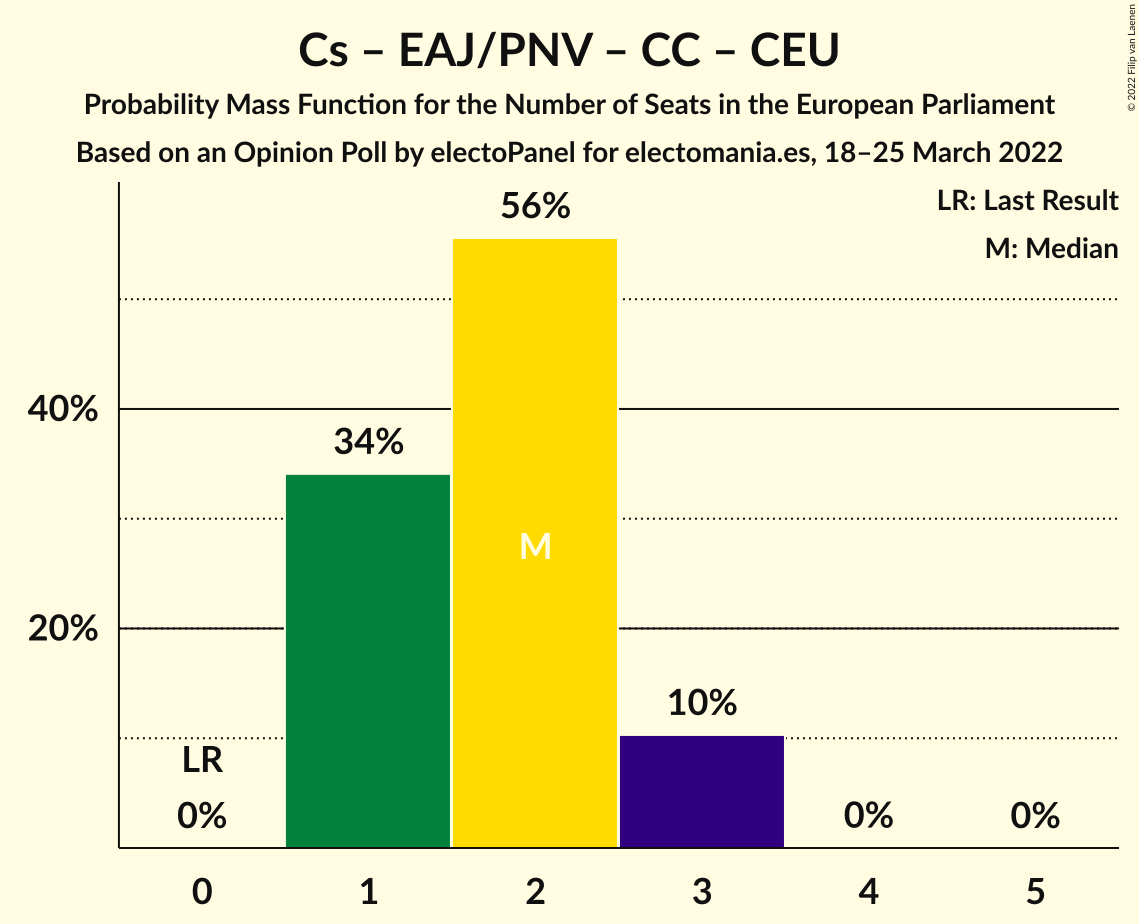 Cs – EAJ/PNV – CC – CEU
Probability Mass Function for the Number of Seats in the European Parliament
Based on an Opinion Poll by electoPanel for electomania.es, 18–25 March 2022
© 2022 Filip van Laenen
LR: Last Result
M: Median
56%
40%
34%
M
20%
10%
LR
0%
0%
0%
0 1 2 3 4 5